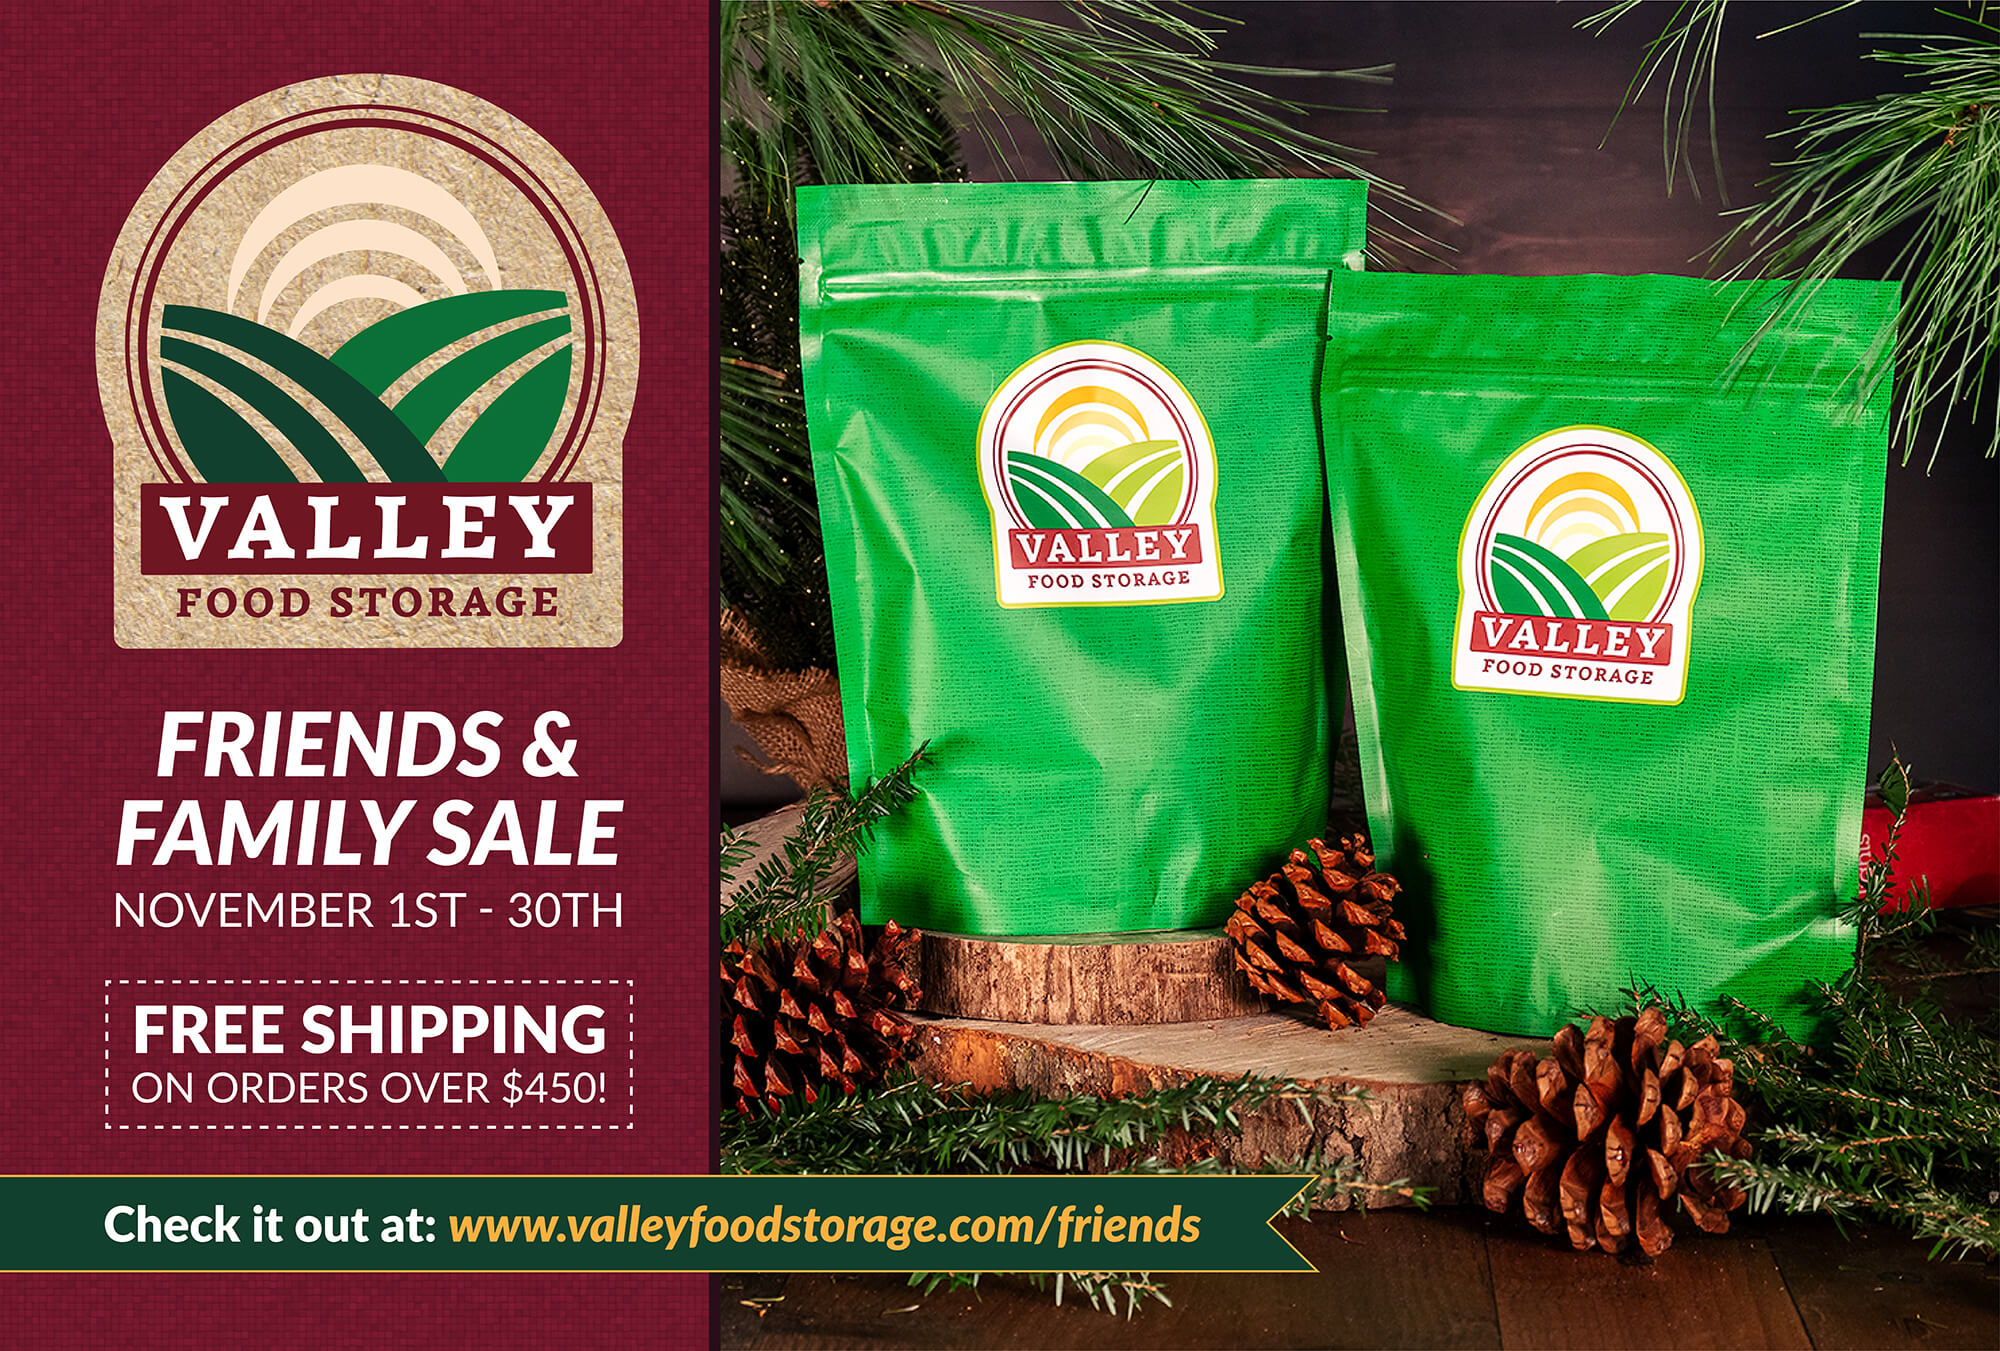 VALLEY
FOOD STORAGE
FRIENDS &
FAMILY SALE
NOVEMBER 1ST - 30TH
FREE SHIPPING
ON ORDERS OVER $450!
Check it out at: www.valleyfoodstorage.com/friends
VALLEY
FOOD STORAGE
VALLEY
FOOD STORAGE